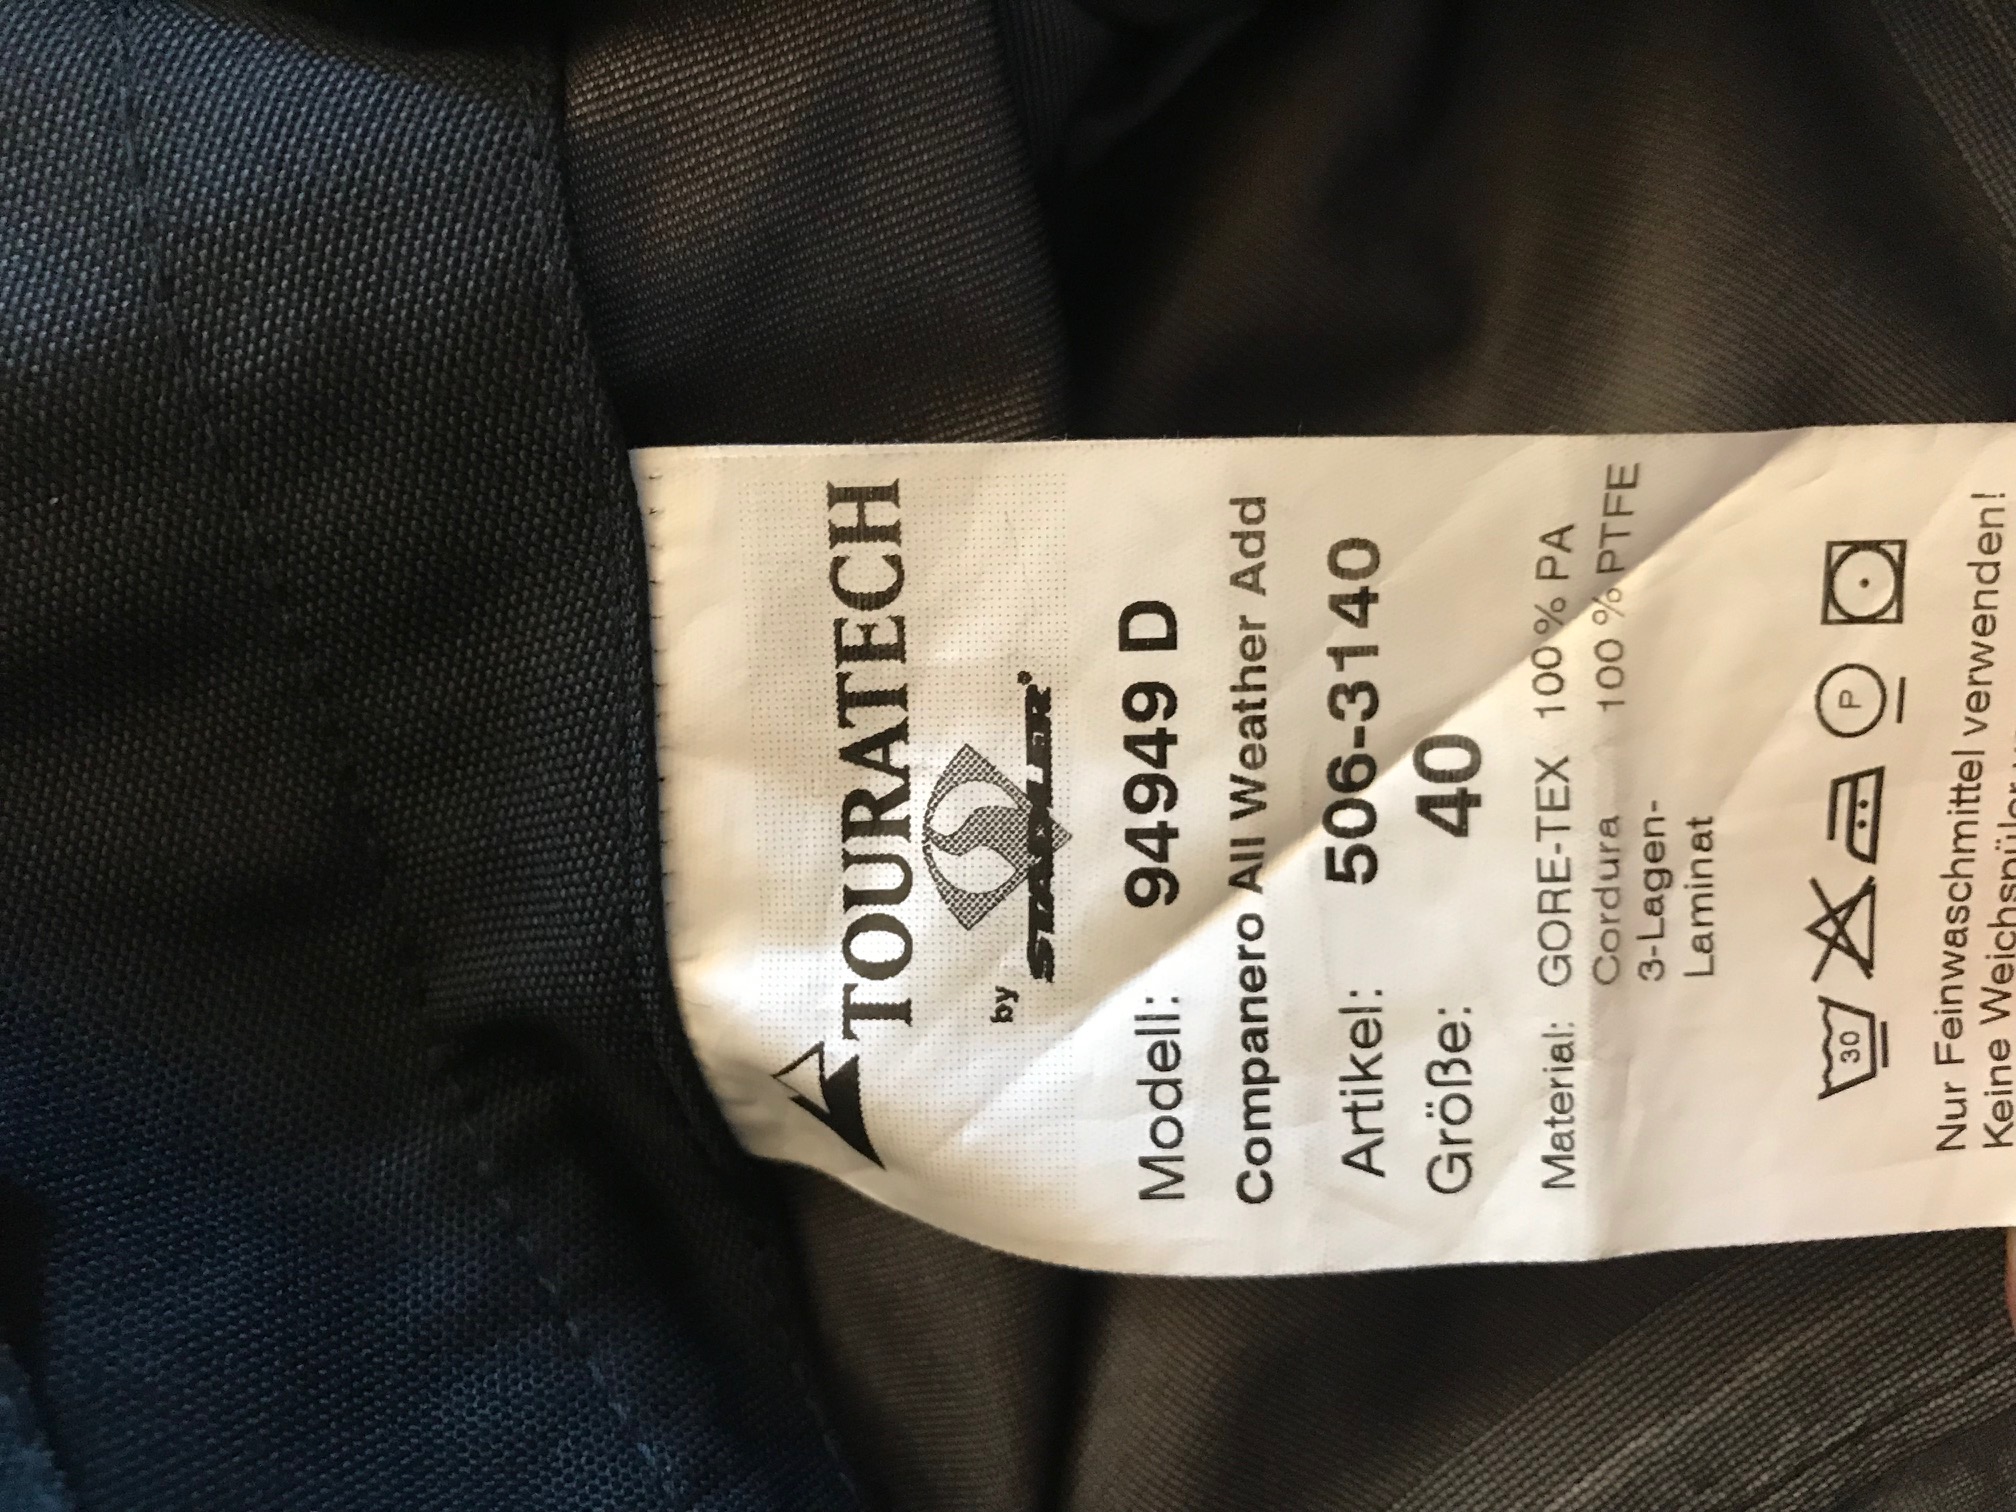 TOURATECH
by STADLER®
Modell: 94949 D
Companero All Weather Add
Artikel: 506-3140
Größe: 40
Material: GORE-TEX 100% PA
Cordura 100 % PTFE
3-Lagen-
Laminat
30 P
Nur Feinwaschmittel verwenden!
Keine Weichspüler